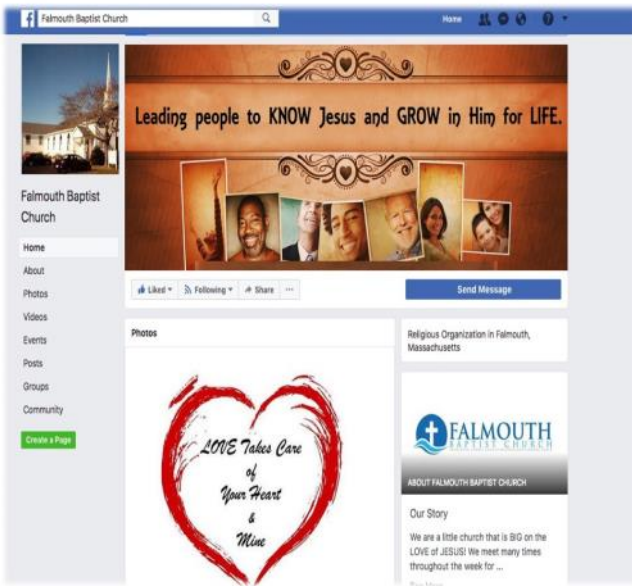 f Falmouth Baptist Church
Home
?
Leading people to KNOW Jesus and GROW in Him for LIFE.
Falmouth Baptist
Church
Home
About
Photos
Videos
Events
Posts
Groups
Community
Create a Page
Liked
Following
Share
...
Send Message
Photos
LOVE Takes Care
of
Your Heart
&
Mine
Religious Organization in Falmouth,
Massachusetts
FALMOUTH
BAPTIST CHURCH
ABOUT FALMOUTH BAPTIST CHURCH
Our Story
We are a little church that is BIG on the
LOVE of JESUS! We meet many times
throughout the week for ...